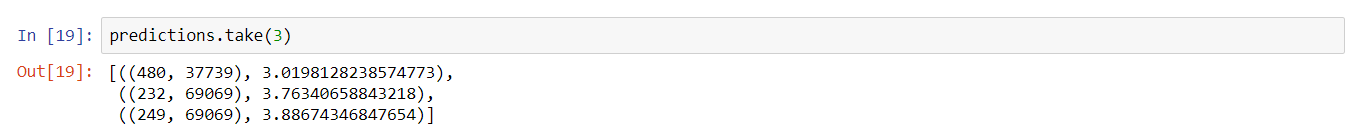 In [19]: predictions.take(3)
Out[19]: [((480, 37739), 3.0198128238574773),
((232, 69069), 3.76340658843218),
((249, 69069), 3.88674346847654)]